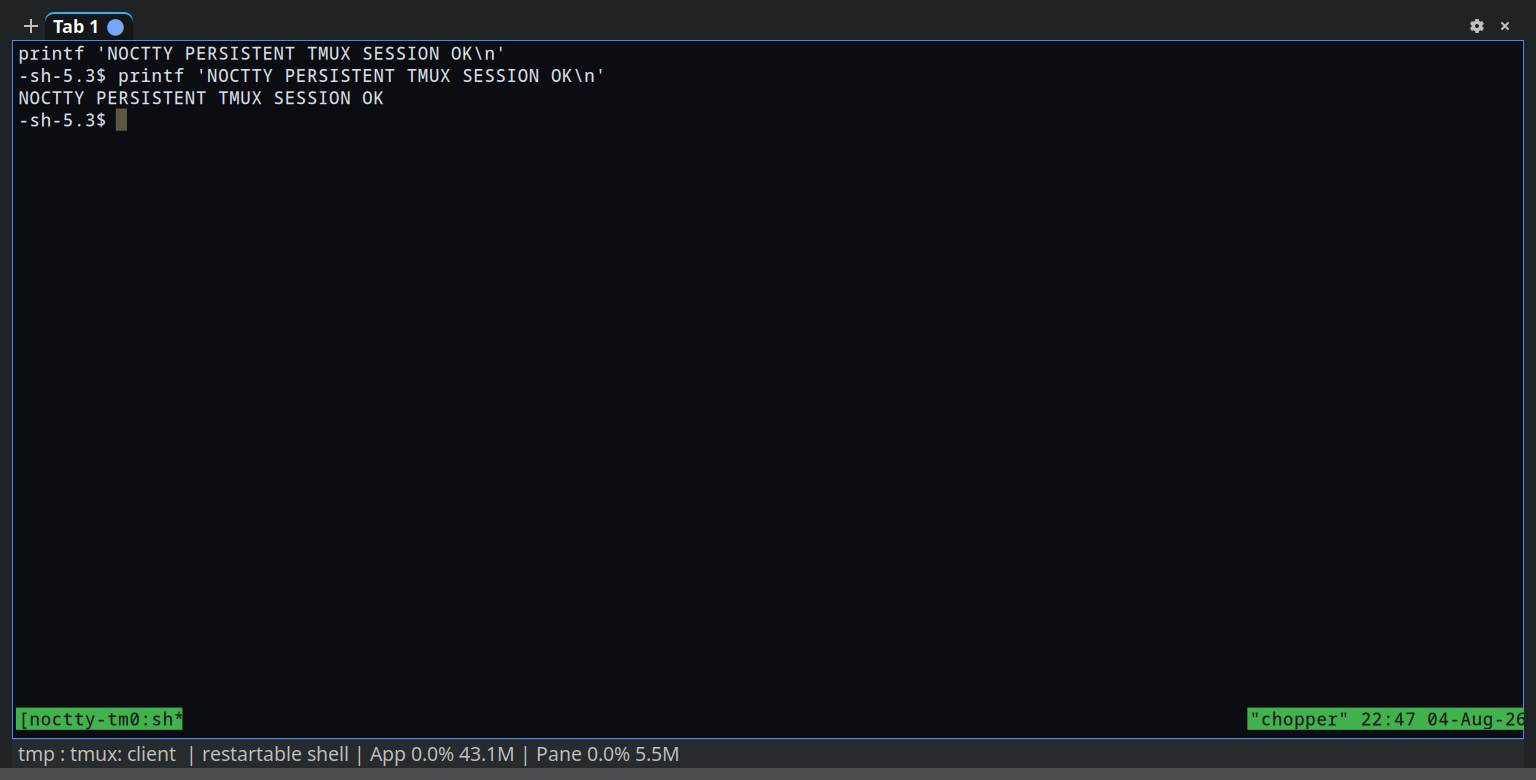 + Tab 1 ×
printf 'NOCTTY PERSISTENT TMUX SESSION OK\n'
-sh-5.3$ printf 'NOCTTY PERSISTENT TMUX SESSION OK\n'
NOCTTY PERSISTENT TMUX SESSION OK
-sh-5.3$
[noctty-tm0:sh* "chopper" 22:47 04-Aug-26
tmp : tmux: client | restartable shell | App 0.0% 43.1M | Pane 0.0% 5.5M